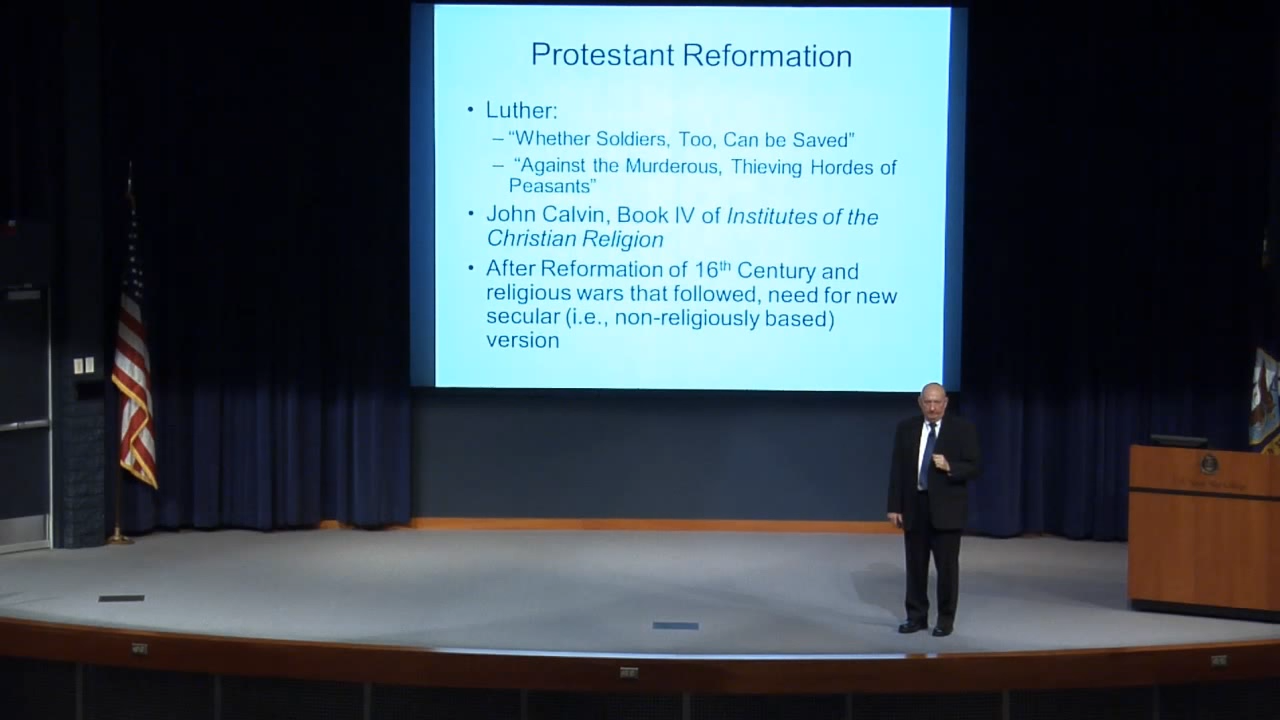 Protestant Reformation
• Luther:
– “Whether Soldiers, Too, Can be Saved”
– “Against the Murderous, Thieving Hordes of
Peasants”
• John Calvin, Book IV of Institutes of the
Christian Religion
• After Reformation of 16th Century and
religious wars that followed, need for new
secular (i.e., non-religiously based)
version